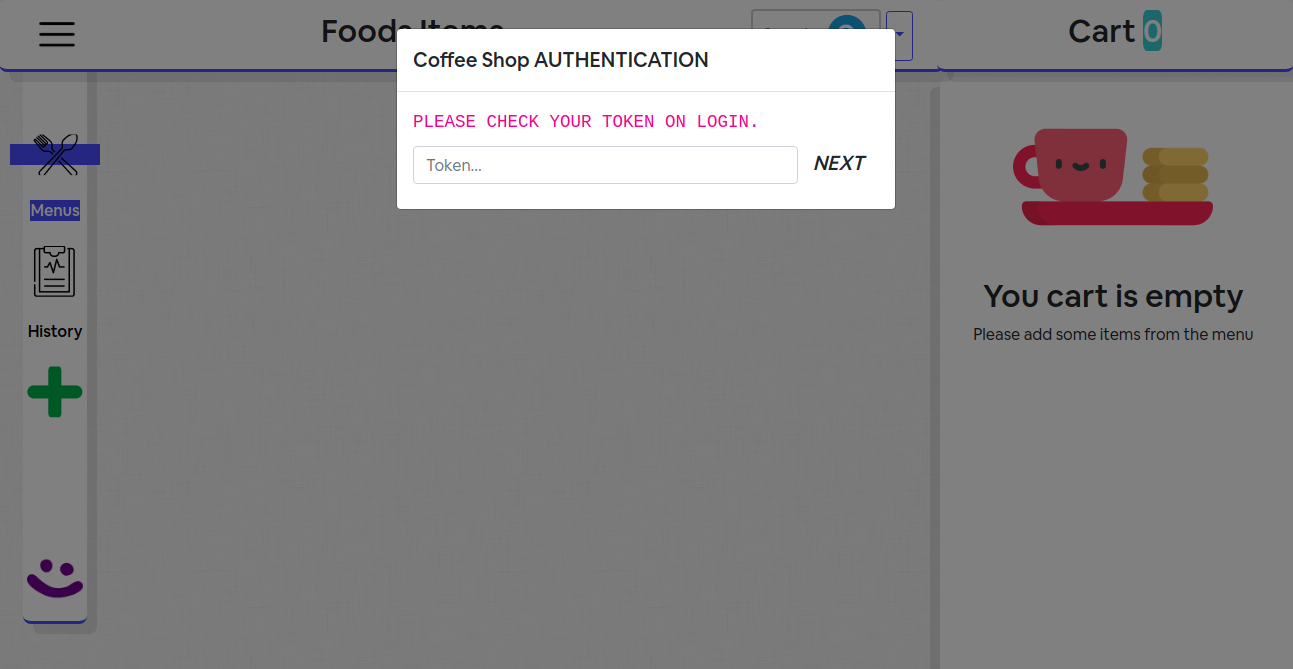 Foods Items
Cart 0
Coffee Shop AUTHENTICATION
PLEASE CHECK YOUR TOKEN ON LOGIN.
Token...
NEXT
Menus
History
You cart is empty
Please add some items from the menu